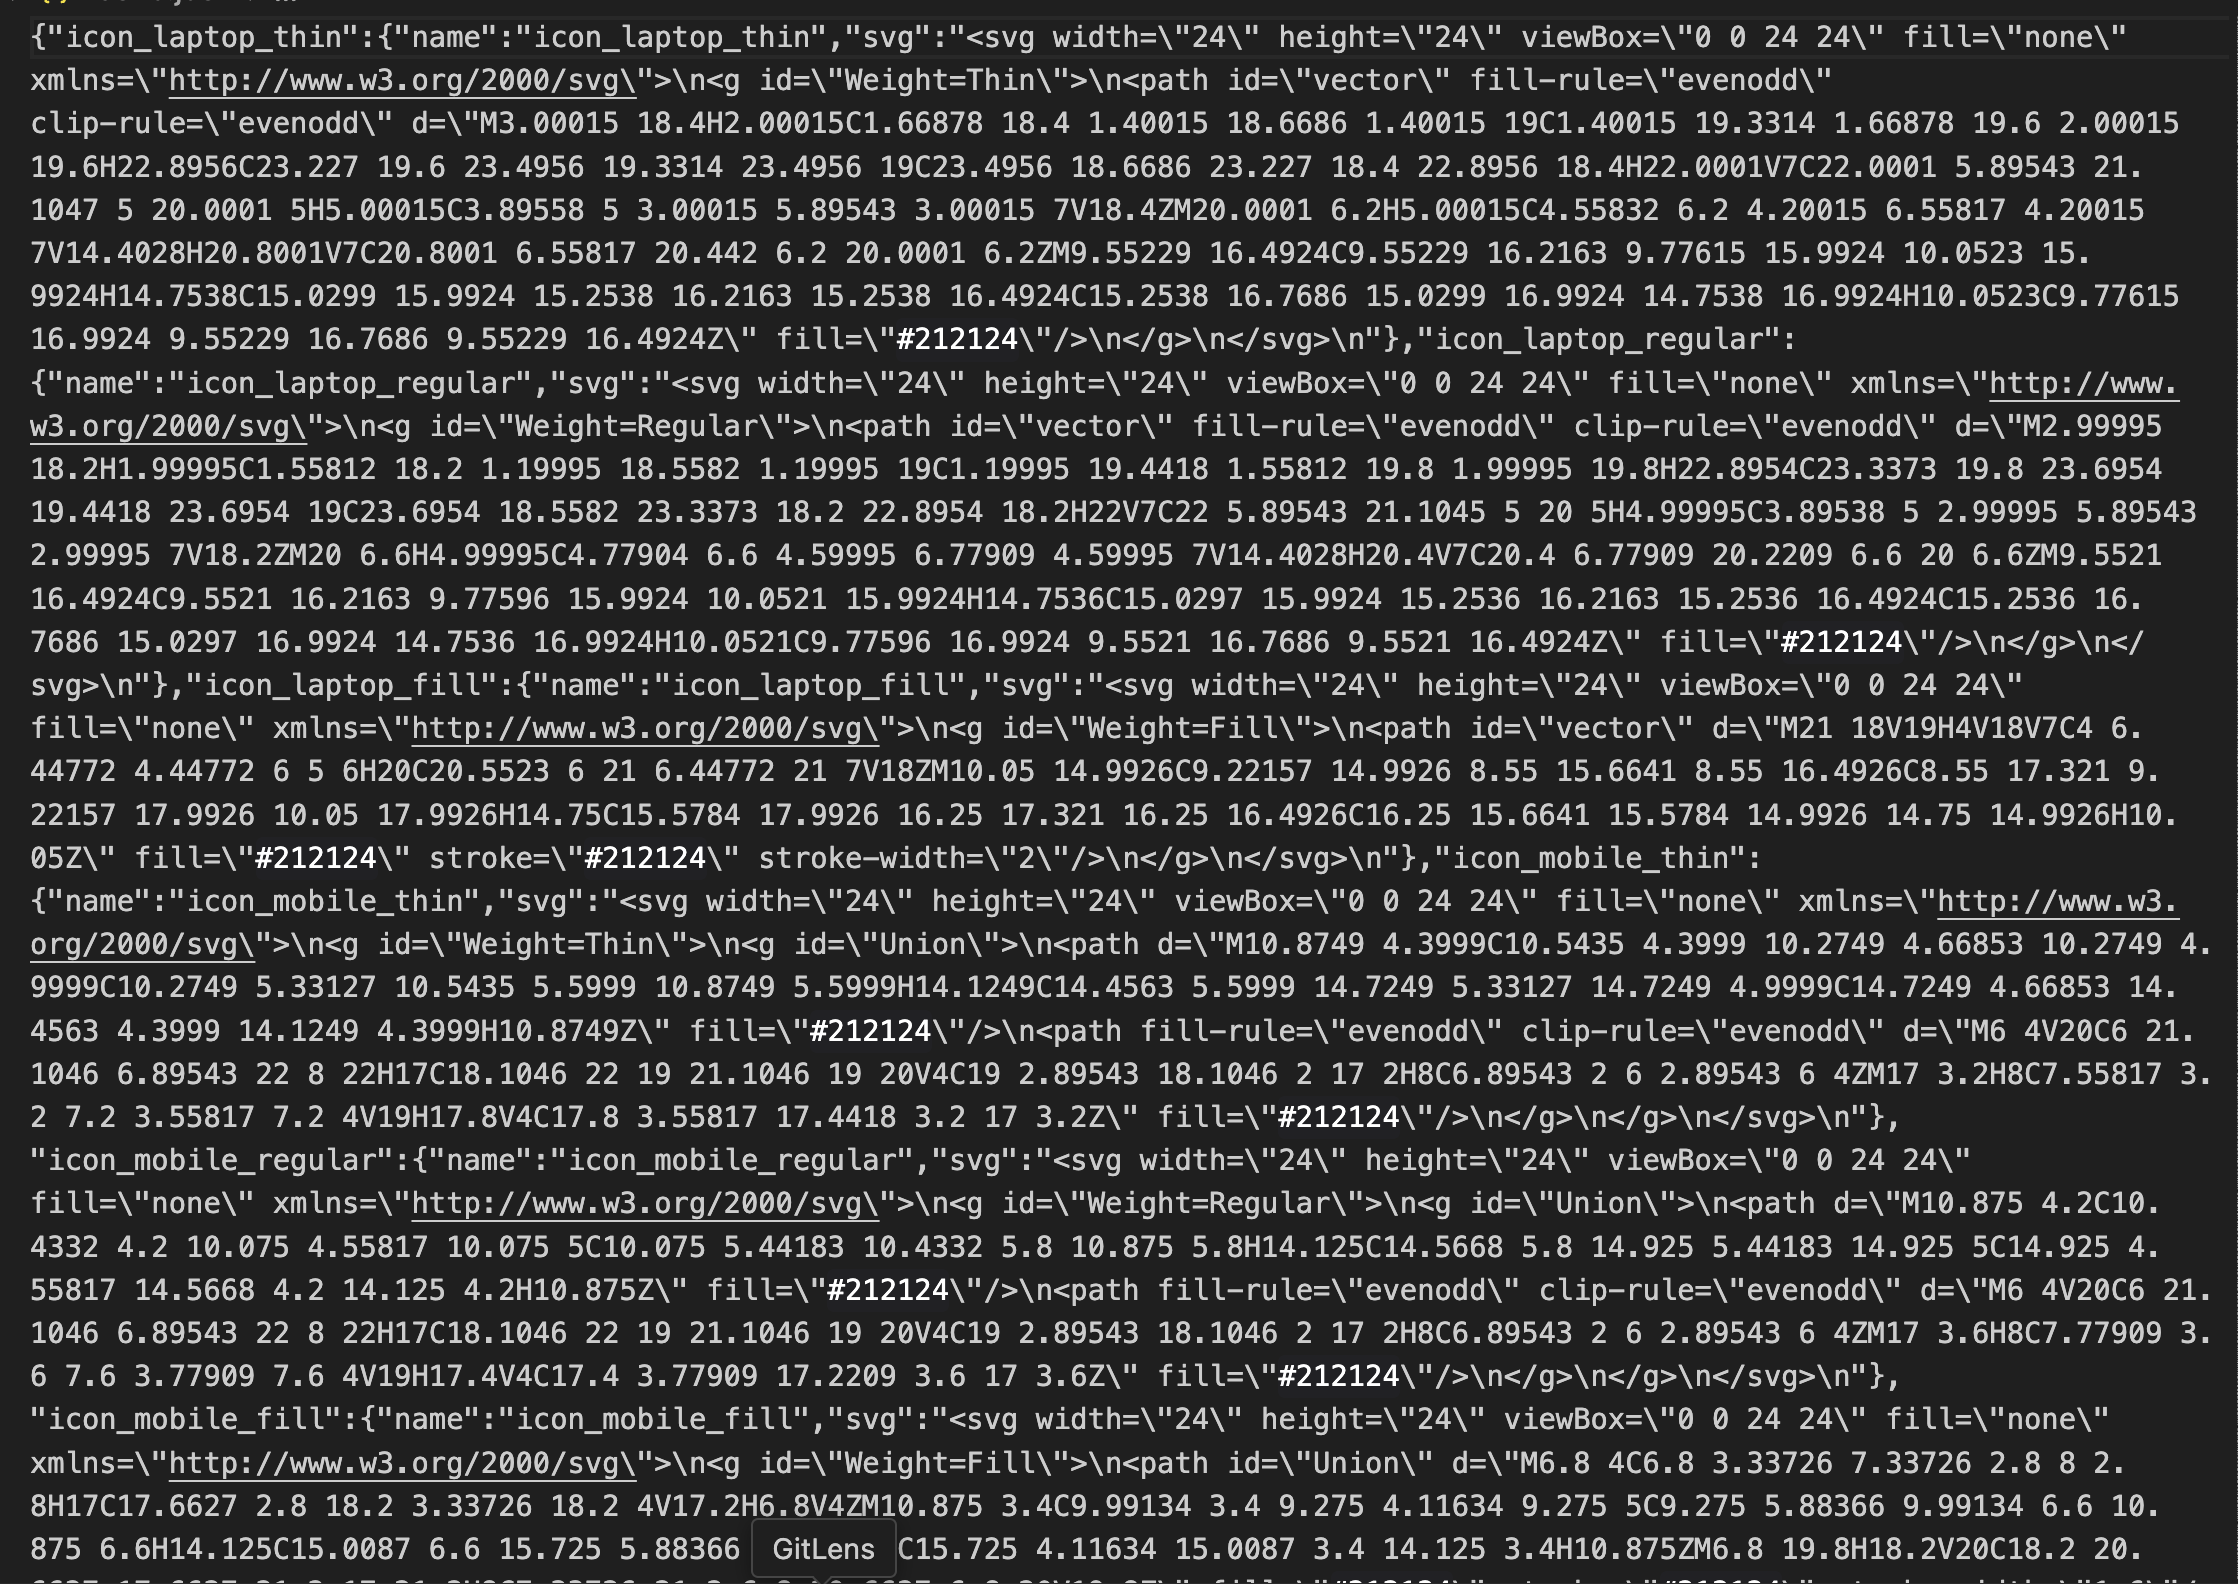 {"icon_laptop_thin":{"name":"icon_laptop_thin","svg":"<svg width=\"24\" height=\"24\" viewBox=\"0 0 24 24\" fill=\"none\"
xmlns=\"http://www.w3.org/2000/svg\">\n<g id=\"Weight=Thin\">\n<path id=\"vector\" fill-rule=\"evenodd\"
clip-rule=\"evenodd\" d=\"M3.00015 18.4H2.00015C1.66878 18.4 1.40015 18.6686 1.40015 19C1.40015 19.3314 1.66878 19.6 2.00015
19.6H22.8956C23.227 19.6 23.4956 19.3314 23.4956 19C23.4956 18.6686 23.227 18.4 22.8956 18.4H22.0001V7C22.0001 5.89543 21.
1047 5 20.0001 5H5.00015C3.89558 5 3.00015 5.89543 3.00015 7V18.4ZM20.0001 6.2H5.00015C4.55832 6.2 4.20015 6.55817 4.20015
7V14.4028H20.8001V7C20.8001 6.55817 20.442 6.2 20.0001 6.2ZM9.55229 16.4924C9.55229 16.2163 9.77615 15.9924 10.0523 15.
9924H14.7538C15.0299 15.9924 15.2538 16.2163 15.2538 16.4924C15.2538 16.7686 15.0299 16.9924 14.7538 16.9924H10.0523C9.77615
16.9924 9.55229 16.7686 9.55229 16.4924Z\" fill=\"#212124\"/>\n</g>\n</svg>\n"},"icon_laptop_regular":
{"name":"icon_laptop_regular","svg":"<svg width=\"24\" height=\"24\" viewBox=\"0 0 24 24\" fill=\"none\" xmlns=\"http://www.
w3.org/2000/svg\">\n<g id=\"Weight=Regular\">\n<path id=\"vector\" fill-rule=\"evenodd\" clip-rule=\"evenodd\" d=\"M2.99995
18.2H1.99995C1.55812 18.2 1.19995 18.5582 1.19995 19C1.19995 19.4418 1.55812 19.8 1.99995 19.8H22.8954C23.3373 19.8 23.6954
19.4418 23.6954 19C23.6954 18.5582 23.3373 18.2 22.8954 18.2H22V7C22 5.89543 21.1045 5 20 5H4.99995C3.89538 5 2.99995 5.89543
2.99995 7V18.2ZM20 6.6H4.99995C4.77904 6.6 4.59995 6.77909 4.59995 7V14.4028H20.4V7C20.4 6.77909 20.2209 6.6 20 6.6ZM9.5521
16.4924C9.5521 16.2163 9.77596 15.9924 10.0521 15.9924H14.7536C15.0297 15.9924 15.2536 16.2163 15.2536 16.4924C15.2536 16.
7686 15.0297 16.9924 14.7536 16.9924H10.0521C9.77596 16.9924 9.5521 16.7686 9.5521 16.4924Z\" fill=\"#212124\"/>\n</g>\n</
svg>\n"},"icon_laptop_fill":{"name":"icon_laptop_fill","svg":"<svg width=\"24\" height=\"24\" viewBox=\"0 0 24 24\"
fill=\"none\" xmlns=\"http://www.w3.org/2000/svg\">\n<g id=\"Weight=Fill\">\n<path id=\"vector\" d=\"M21 18V19H4V18V7C4 6.
44772 4.44772 6 5 6H20C20.5523 6 21 6.44772 21 7V18ZM10.05 14.9926C9.22157 14.9926 8.55 15.6641 8.55 16.4926C8.55 17.321 9.
22157 17.9926 10.05 17.9926H14.75C15.5784 17.9926 16.25 17.321 16.25 16.4926C16.25 15.6641 15.5784 14.9926 14.75 14.9926H10.
05Z\" fill=\"#212124\" stroke=\"#212124\" stroke-width=\"2\"/>\n</g>\n</svg>\n"},"icon_mobile_thin":
{"name":"icon_mobile_thin","svg":"<svg width=\"24\" height=\"24\" viewBox=\"0 0 24 24\" fill=\"none\" xmlns=\"http://www.w3.
org/2000/svg\">\n<g id=\"Weight=Thin\">\n<g id=\"Union\">\n<path d=\"M10.8749 4.3999C10.5435 4.3999 10.2749 4.66853 10.2749 4.
9999C10.2749 5.33127 10.5435 5.5999 10.8749 5.5999H14.1249C14.4563 5.5999 14.7249 5.33127 14.7249 4.9999C14.7249 4.66853 14.
4563 4.3999 14.1249 4.3999H10.8749Z\" fill=\"#212124\"/>\n<path fill-rule=\"evenodd\" clip-rule=\"evenodd\" d=\"M6 4V20C6 21.
1046 6.89543 22 8 22H17C18.1046 22 19 21.1046 19 20V4C19 2.89543 18.1046 2 17 2H8C6.89543 2 6 2.89543 6 4ZM17 3.2H8C7.55817 3.
2 7.2 3.55817 7.2 4V19H17.8V4C17.8 3.55817 17.4418 3.2 17 3.2Z\" fill=\"#212124\"/>\n</g>\n</g>\n</svg>\n"},
"icon_mobile_regular":{"name":"icon_mobile_regular","svg":"<svg width=\"24\" height=\"24\" viewBox=\"0 0 24 24\"
fill=\"none\" xmlns=\"http://www.w3.org/2000/svg\">\n<g id=\"Weight=Regular\">\n<g id=\"Union\">\n<path d=\"M10.875 4.2C10.
4332 4.2 10.075 4.55817 10.075 5C10.075 5.44183 10.4332 5.8 10.875 5.8H14.125C14.5668 5.8 14.925 5.44183 14.925 5C14.925 4.
55817 14.5668 4.2 14.125 4.2H10.875Z\" fill=\"#212124\"/>\n<path fill-rule=\"evenodd\" clip-rule=\"evenodd\" d=\"M6 4V20C6 21.
1046 6.89543 22 8 22H17C18.1046 22 19 21.1046 19 20V4C19 2.89543 18.1046 2 17 2H8C6.89543 2 6 2.89543 6 4ZM17 3.6H8C7.77909 3.
6 7.6 3.77909 7.6 4V19H17.4V4C17.4 3.77909 17.2209 3.6 17 3.6Z\" fill=\"#212124\"/>\n</g>\n</g>\n</svg>\n"},
"icon_mobile_fill":{"name":"icon_mobile_fill","svg":"<svg width=\"24\" height=\"24\" viewBox=\"0 0 24 24\" fill=\"none\"
xmlns=\"http://www.w3.org/2000/svg\">\n<g id=\"Weight=Fill\">\n<path id=\"Union\" d=\"M6.8 4C6.8 3.33726 7.33726 2.8 8 2.
8H17C17.6627 2.8 18.2 3.33726 18.2 4V17.2H6.8V4ZM10.875 3.4C9.99134 3.4 9.275 4.11634 9.275 5C9.275 5.88366 9.99134 6.6 10.
875 6.6H14.125C15.0087 6.6 15.725 5.88366 GitLens C15.725 4.11634 15.0087 3.4 14.125 3.4H10.875ZM6.8 19.8H18.2V20C18.2 20.